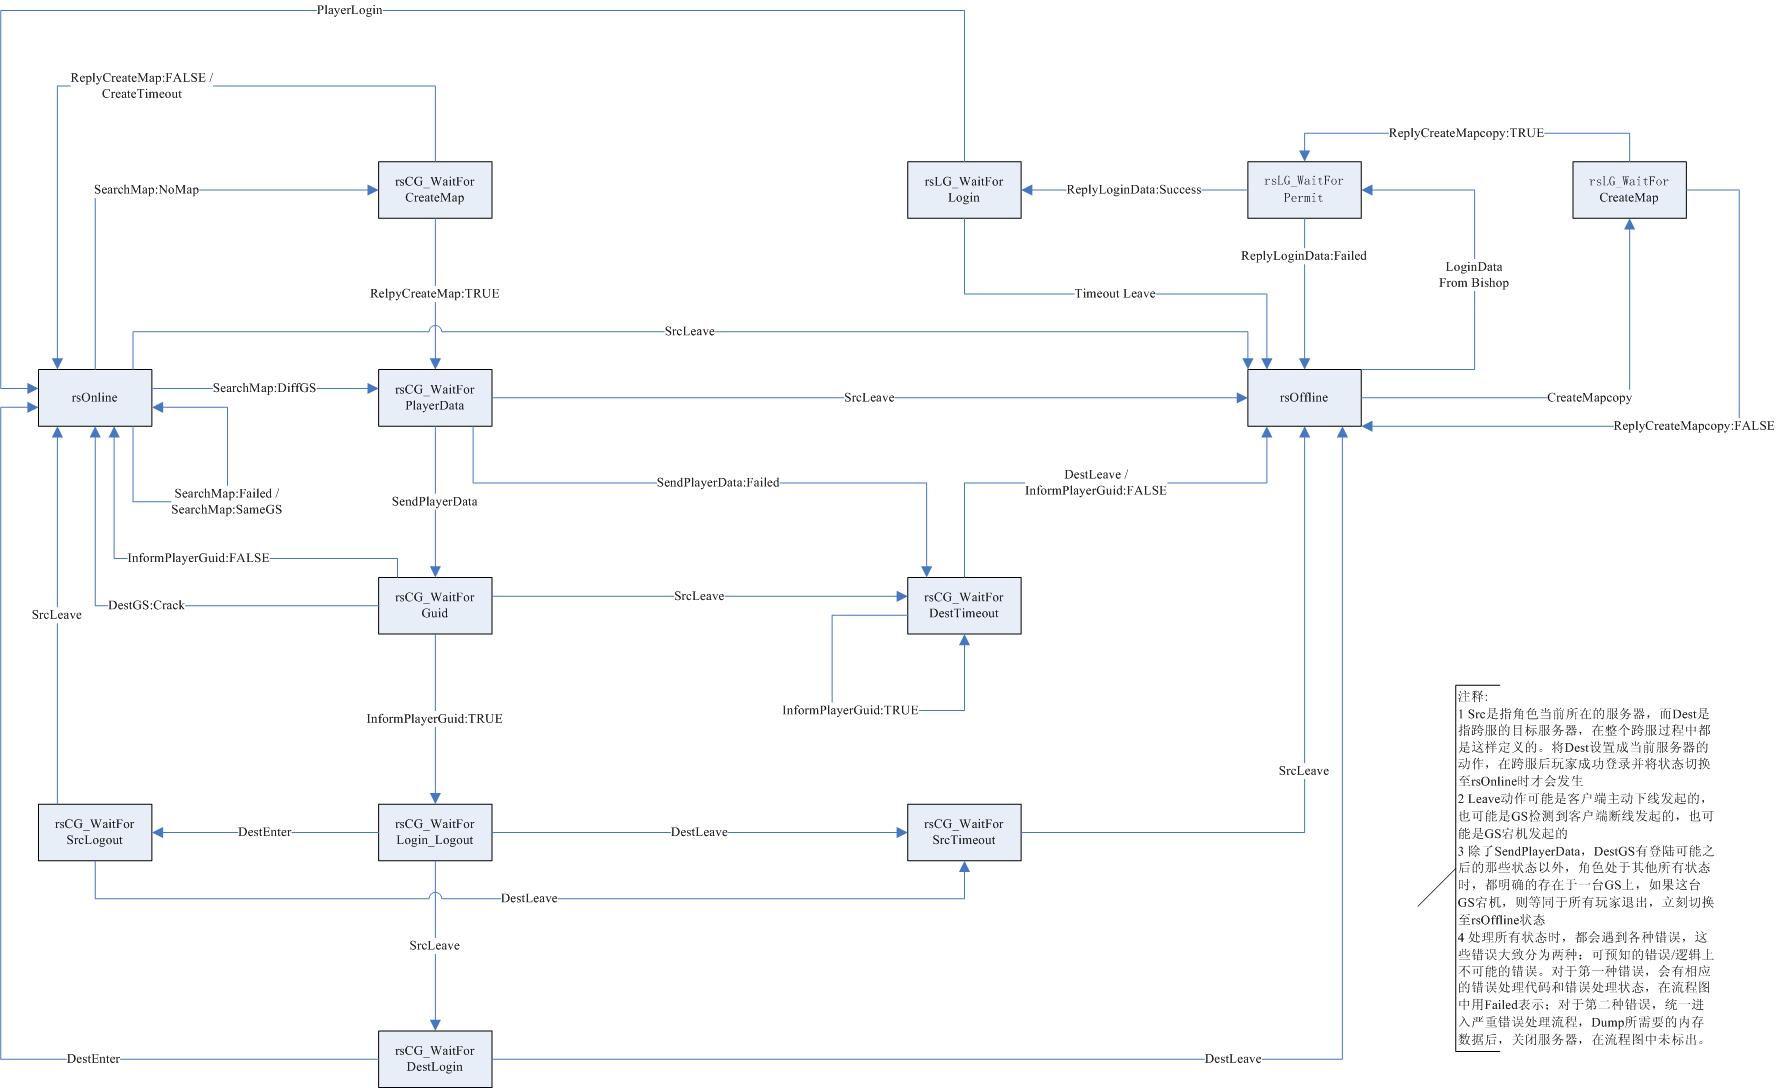 PlayerLogin
ReplyCreateMap:FALSE /
CreateTimeout
ReplyCreateMapcopy:TRUE
rsCG_WaitFor
CreateMap
rsLG_WaitFor
Login
rsLG_WaitFor
Permit
rsLG_WaitFor
CreateMap
SearchMap:NoMap
ReplyLoginData:Success
ReplyLoginData:Failed
LoginData
From Bishop
RelpyCreateMap:TRUE
Timeout Leave
SrcLeave
rsOnline
SearchMap:DiffGS
rsCG_WaitFor
PlayerData
SrcLeave
rsOffline
CreateMapcopy
ReplyCreateMapcopy:FALSE
SearchMap:Failed /
SearchMap:SameGS
SendPlayerData
SendPlayerData:Failed
DestLeave /
InformPlayerGuid:FALSE
InformPlayerGuid:FALSE
DestGS:Crack
rsCG_WaitFor
Guid
SrcLeave
rsCG_WaitFor
DestTimeout
SrcLeave
InformPlayerGuid:TRUE
InformPlayerGuid:TRUE
SrcLeave
rsCG_WaitFor
SrcLogout
DestEnter
rsCG_WaitFor
Login_Logout
DestLeave
rsCG_WaitFor
SrcTimeout
DestLeave
SrcLeave
rsCG_WaitFor
DestLogin
DestEnter
DestLeave
注释:
1 Src是指角色当前所在的服务器，而Dest是
指跨服的目标服务器，在整个跨服过程中都
是这样定义的。将Dest设置成当前服务器的
动作，在跨服后玩家成功登录并将状态切换
至rsOnline时才会发生
2 Leave动作可能是客户端主动下线发起的，
也可能是GS检测到客户端断线发起的，也可
能是GS宕机发起的
3 除了SendPlayerData，DestGS有登陆可能之
后的那些状态以外，角色处于其他所有状态
时，都明确的存在于一台GS上，如果这台
GS宕机，则等同于所有玩家退出，立刻切换
至rsOffline状态
4 处理所有状态时，都会遇到各种错误，这
些错误大致分为两种：可预知的错误/逻辑上
不可能的错误。对于第一种错误，会有相应
的错误处理代码和错误处理状态，在流程图
中用Failed表示；对于第二种错误，统一进
入严重错误处理流程，Dump所需要的内存
数据后，关闭服务器，在流程图中未标出。